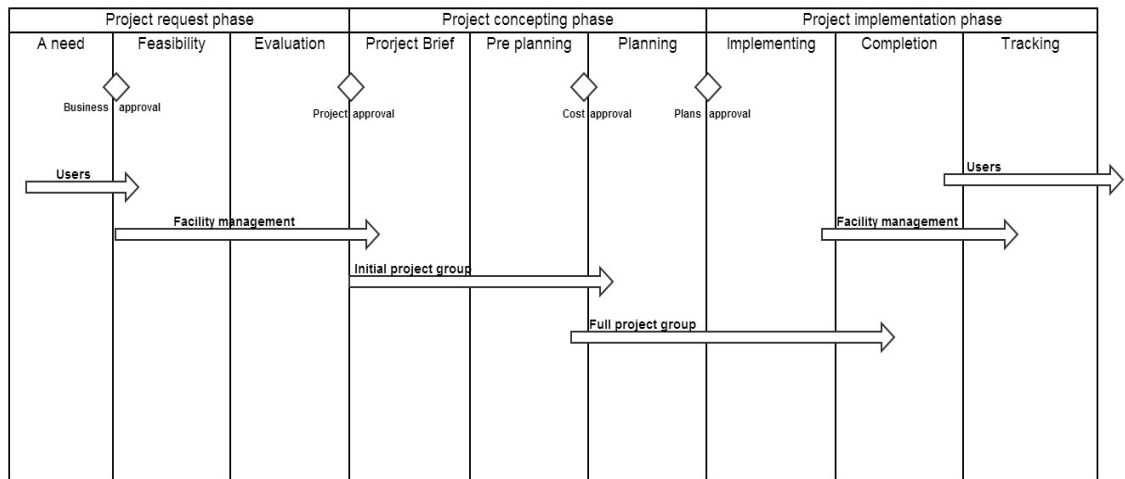 Project request phase
Project concepting phase
Project implementation phase
A need
Feasibility
Evaluation
Prorject Brief
Pre planning
Planning
Implementing
Completion
Tracking
Business approval
Project approval
Cost approval
Plans approval
Users
Users
Facility management
Facility management
Initial project group
Full project group